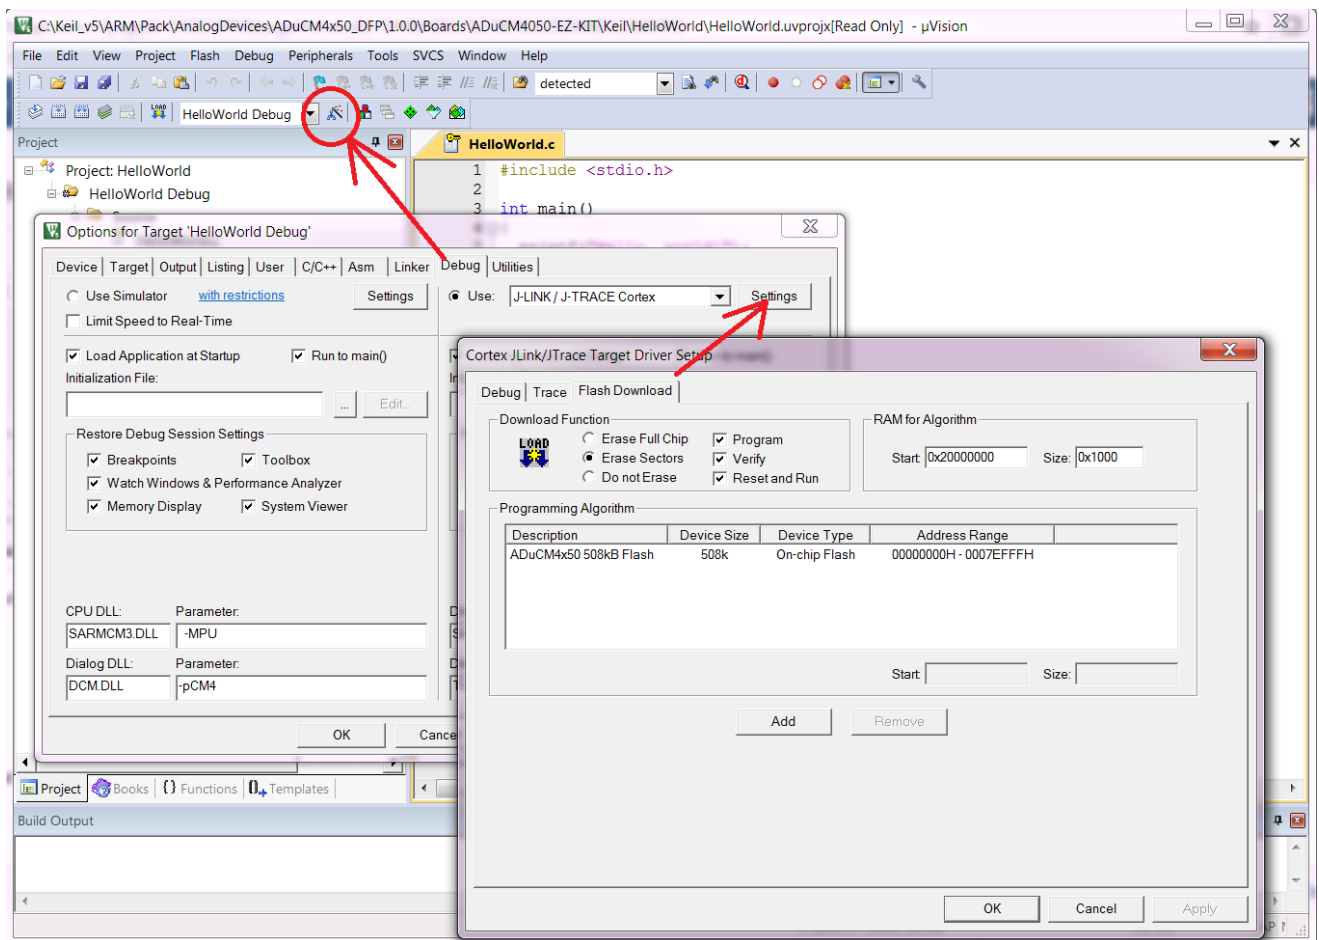 C:\Keil_v5\ARM\Pack\AnalogDevices\ADuCM4x50_DFP\1.0.0\Boards\ADuCM4050-EZ-KIT\Keil\HelloWorld\HelloWorld.uvprojx[Read Only] - µVision
File Edit View Project Flash Debug Peripherals Tools SVCS Window Help
detected
LOAD HelloWorld Debug
Project
HelloWorld.c
Project: HelloWorld
HelloWorld Debug
Source
1 #include <stdio.h>
2
3 int main()
Options for Target 'HelloWorld Debug'
Device Target Output Listing User C/C++ Asm Linker Debug Utilities
Use Simulator with restrictions Settings
Limit Speed to Real-Time
Use: J-LINK / J-TRACE Cortex Settings
Load Application at Startup Run to main()
Initialization File:
... Edit...
Restore Debug Session Settings
Breakpoints Toolbox
Watch Windows & Performance Analyzer
Memory Display System Viewer
CPU DLL: Parameter:
SARMCM3.DLL -MPU
Dialog DLL: Parameter:
DCM.DLL -pCM4
OK Cance
Cortex JLink/JTrace Target Driver Setup
Debug Trace Flash Download
Download Function
LOAD
Erase Full Chip Program
Erase Sectors Verify
Do not Erase Reset and Run
RAM for Algorithm
Start: 0x20000000 Size: 0x1000
Programming Algorithm
Description Device Size Device Type Address Range
ADuCM4x50 508kB Flash 508k On-chip Flash 00000000H - 0007EFFFH
Start: Size:
Add Remove
OK Cancel Apply
Project Books {} Functions Templates
Build Output